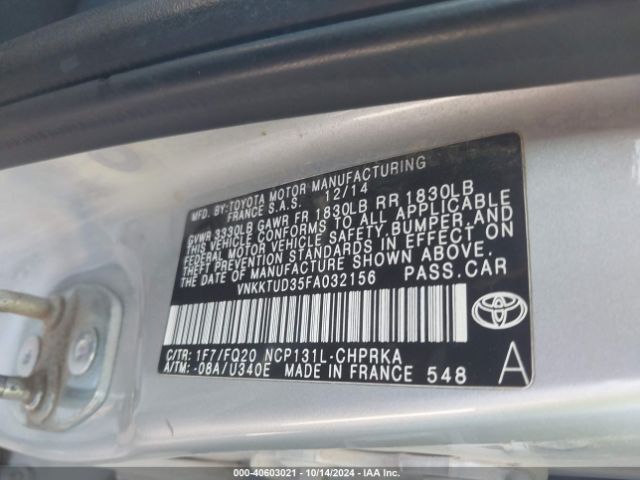 MFD. BY:TOYOTA MOTOR MANUFACTURING
FRANCE S.A.S. 12/14
GVWR 3330LB GAWR FR 1830LB RR 1830LB
THIS VEHICLE CONFORMS TO ALL APPLICABLE
FEDERAL MOTOR VEHICLE SAFETY,BUMPER,AND
THEFT PREVENTION STANDARDS IN EFFECT ON
THE DATE OF MANUFACTURE SHOWN ABOVE.
VNKKTUD35FA032156 PASS.CAR
C/TR: 1F7/FQ20 NCP131L-CHPRKA
A/TM: -08A/U340E MADE IN FRANCE 548
A
000-40603021 | 10/14/2024 | IAA Inc.